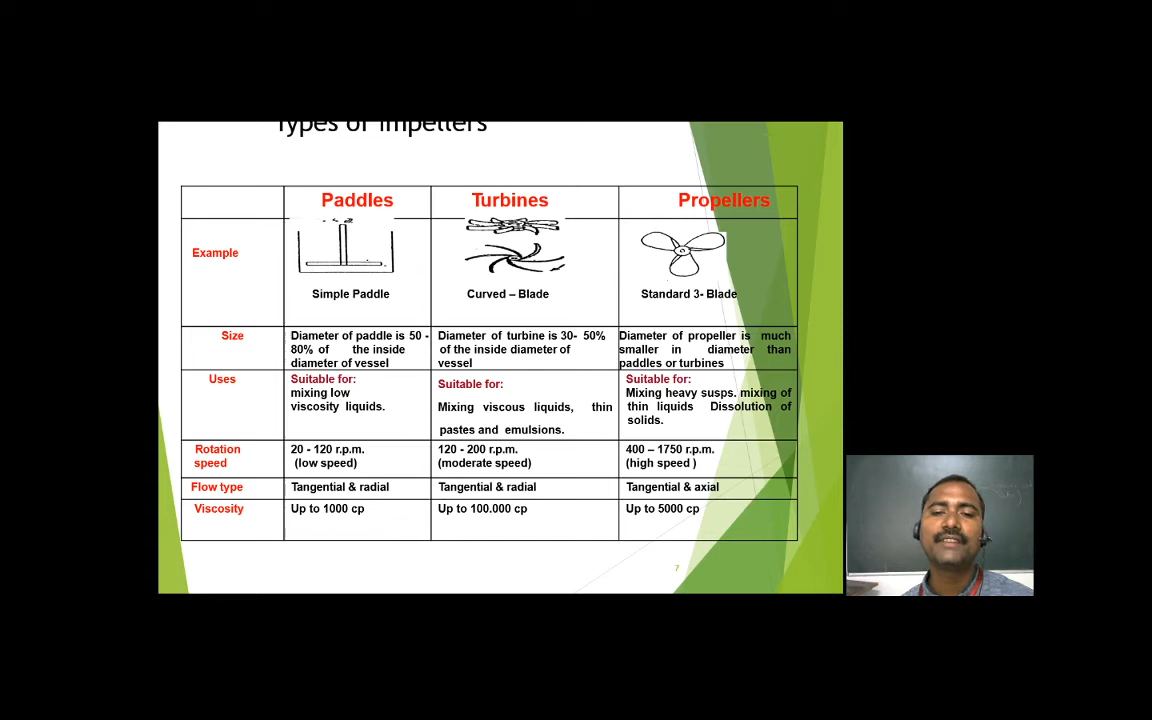 Types of Impellers
Paddles Turbines Propellers
Example
Simple Paddle Curved – Blade Standard 3- Blade
Size
Diameter of paddle is 50 -
80% of the inside
diameter of vessel
Diameter of turbine is 30- 50%
of the inside diameter of
vessel
Diameter of propeller is much
smaller in diameter than
paddles or turbines
Uses
Suitable for:
mixing low
viscosity liquids.
Suitable for:
Mixing viscous liquids, thin
pastes and emulsions.
Suitable for:
Mixing heavy susps. mixing of
thin liquids Dissolution of
solids.
Rotation
speed
20 - 120 r.p.m.
(low speed)
120 - 200 r.p.m.
(moderate speed)
400 – 1750 r.p.m.
(high speed )
Flow type Tangential & radial Tangential & radial Tangential & axial
Viscosity Up to 1000 cp Up to 100.000 cp Up to 5000 cp
7